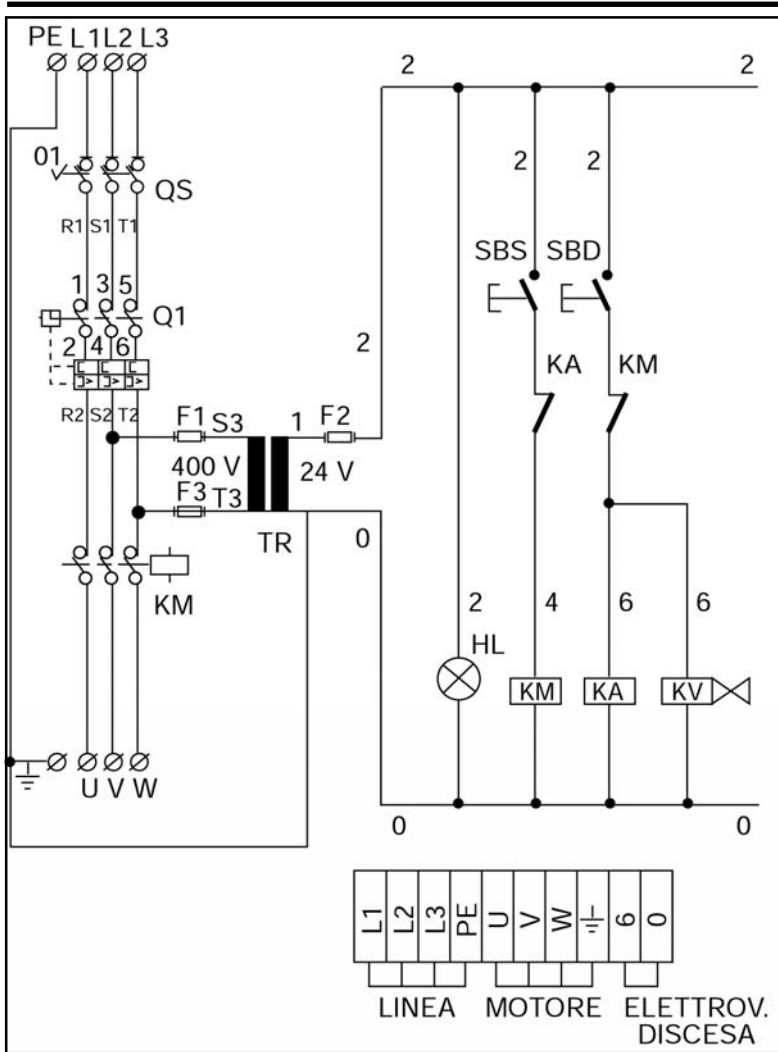 PE L1 L2 L3
2 2
01
QS
2 2
R1 S1 T1
SBS SBD
1 3 5
Q1
2 4 6
2
KA KM
R2 S2 T2
F1 S3 1 F2
400 V 24 V
F3 T3
TR
0
KM
2 4 6 6
HL
KM KA KV
U V W
0 0
L1 L2 L3 PE U V W 6 0
LINEA MOTORE ELETTROV.
DISCESA